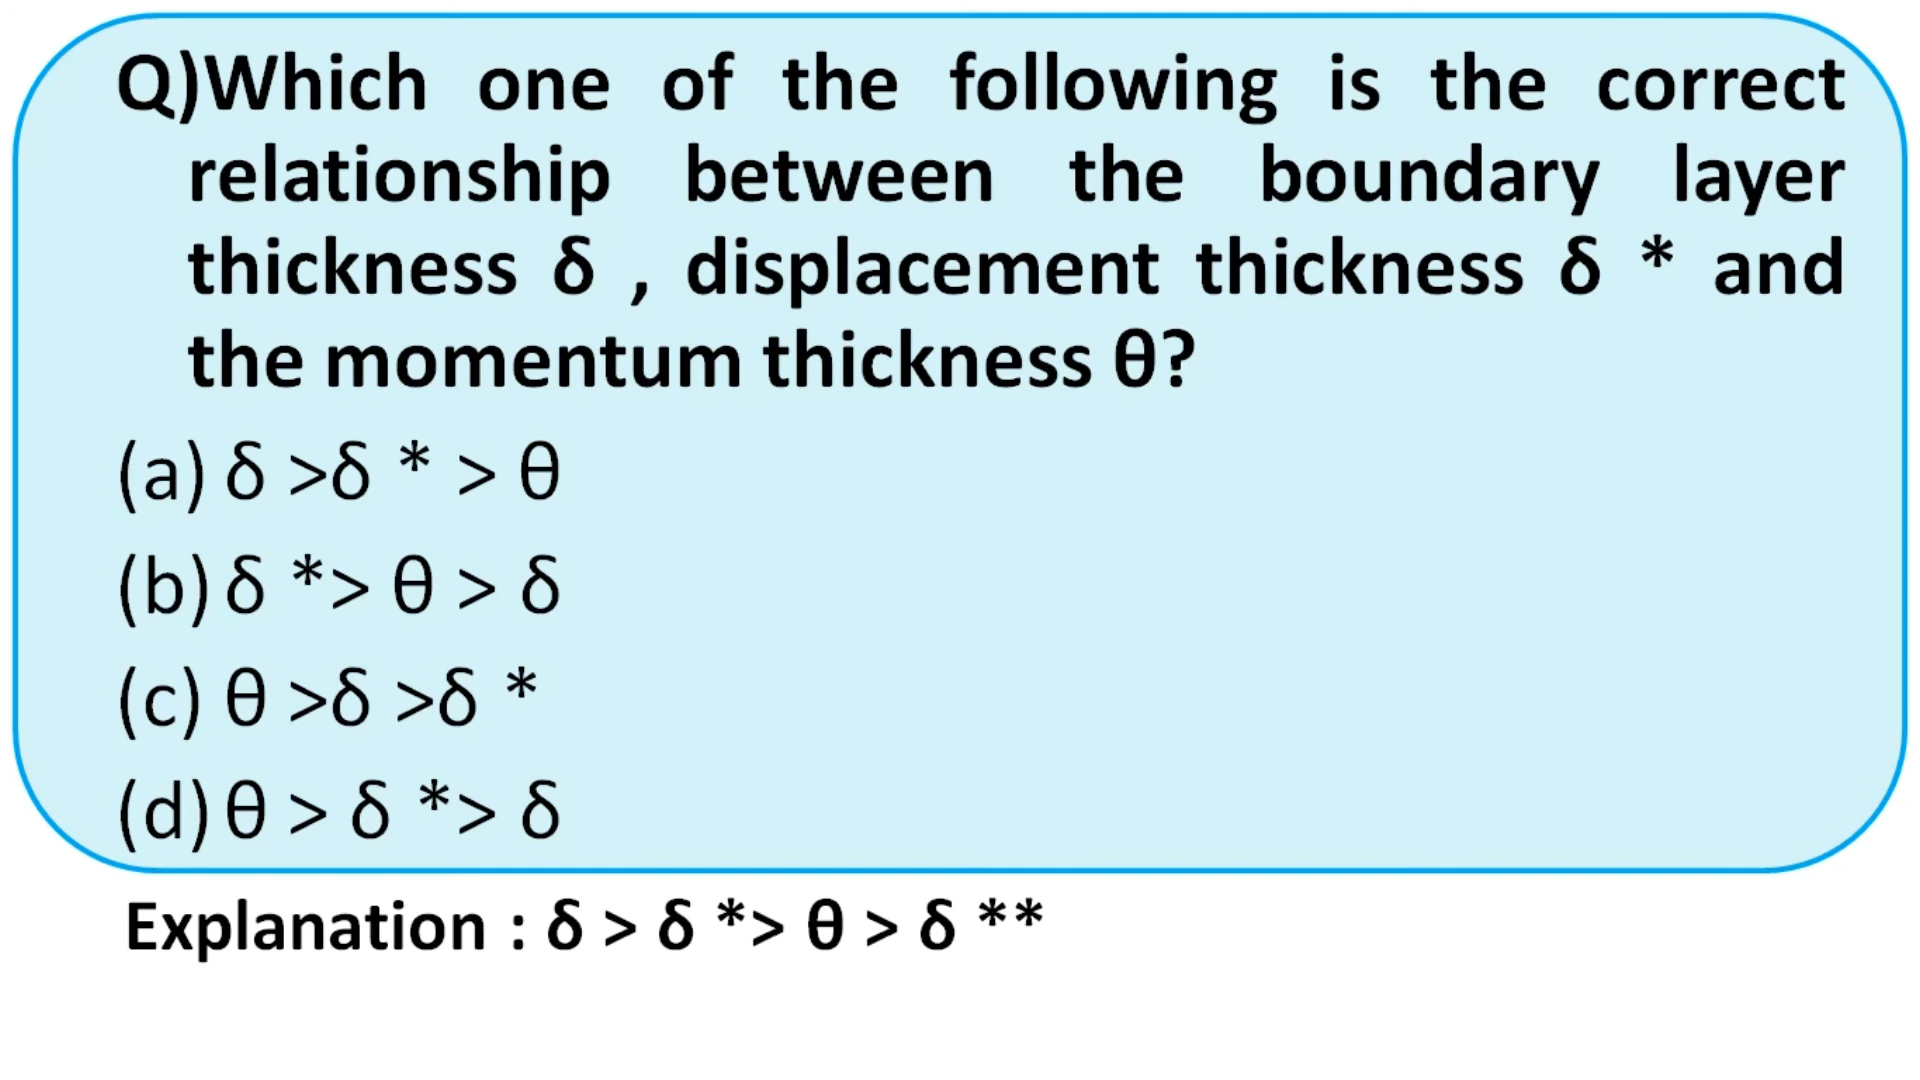 Q)Which one of the following is the correct
relationship between the boundary layer
thickness δ , displacement thickness δ * and
the momentum thickness θ?
(a) δ >δ * > θ
(b) δ *> θ > δ
(c) θ >δ >δ *
(d) θ > δ *> δ
Explanation : δ > δ *> θ > δ **